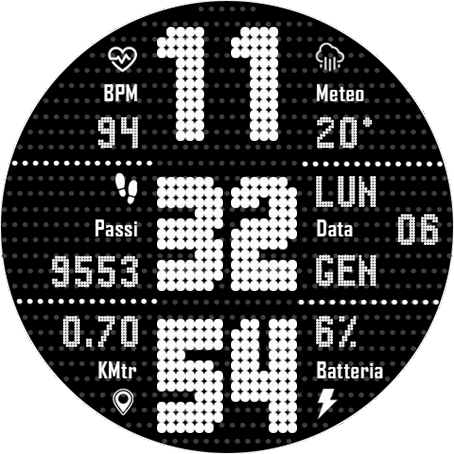 11
BPM
94
Meteo
20°
32
Passi
9553
LUN
Data
06
GEN
54
0.70
KMtr
6%
Batteria